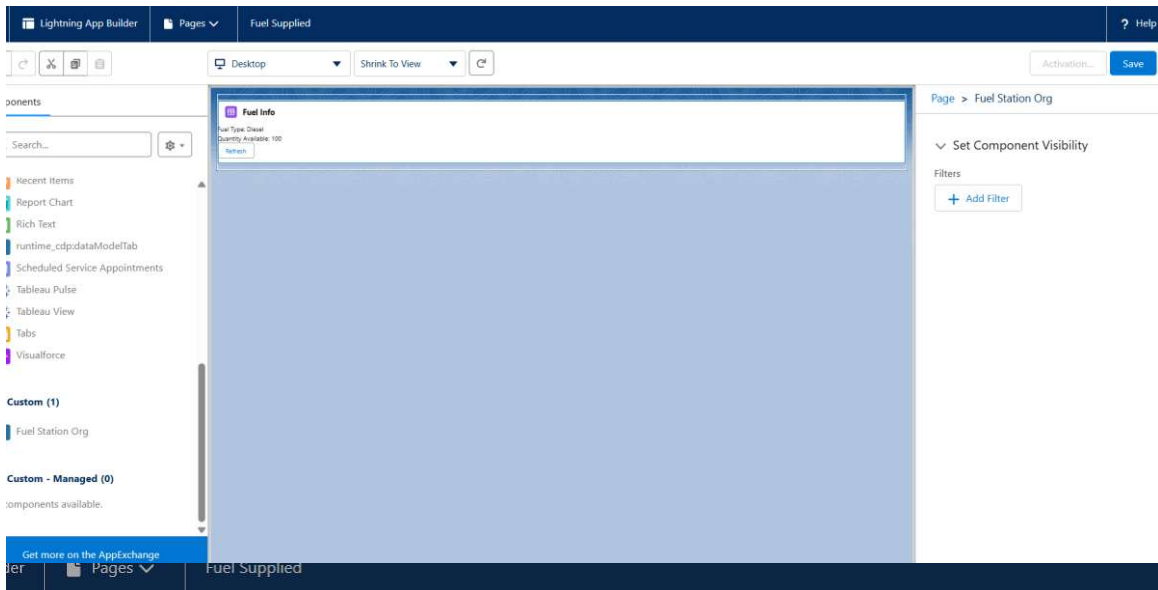 Lightning App Builder
Pages
Fuel Supplied
? Help
Desktop
Shrink To View
Activation...
Save
ponents
Search...
Recent Items
Report Chart
Rich Text
runtime_cdp:dataModelTab
Scheduled Service Appointments
Tableau Pulse
Tableau View
Tabs
Visualforce
Custom (1)
Fuel Station Org
Custom - Managed (0)
components available.
Get more on the AppExchange
Fuel Info
Fuel Type: Diesel
Quantity Available: 100
Refresh
Page > Fuel Station Org
Set Component Visibility
Filters
+ Add Filter
der
Pages
Fuel Supplied